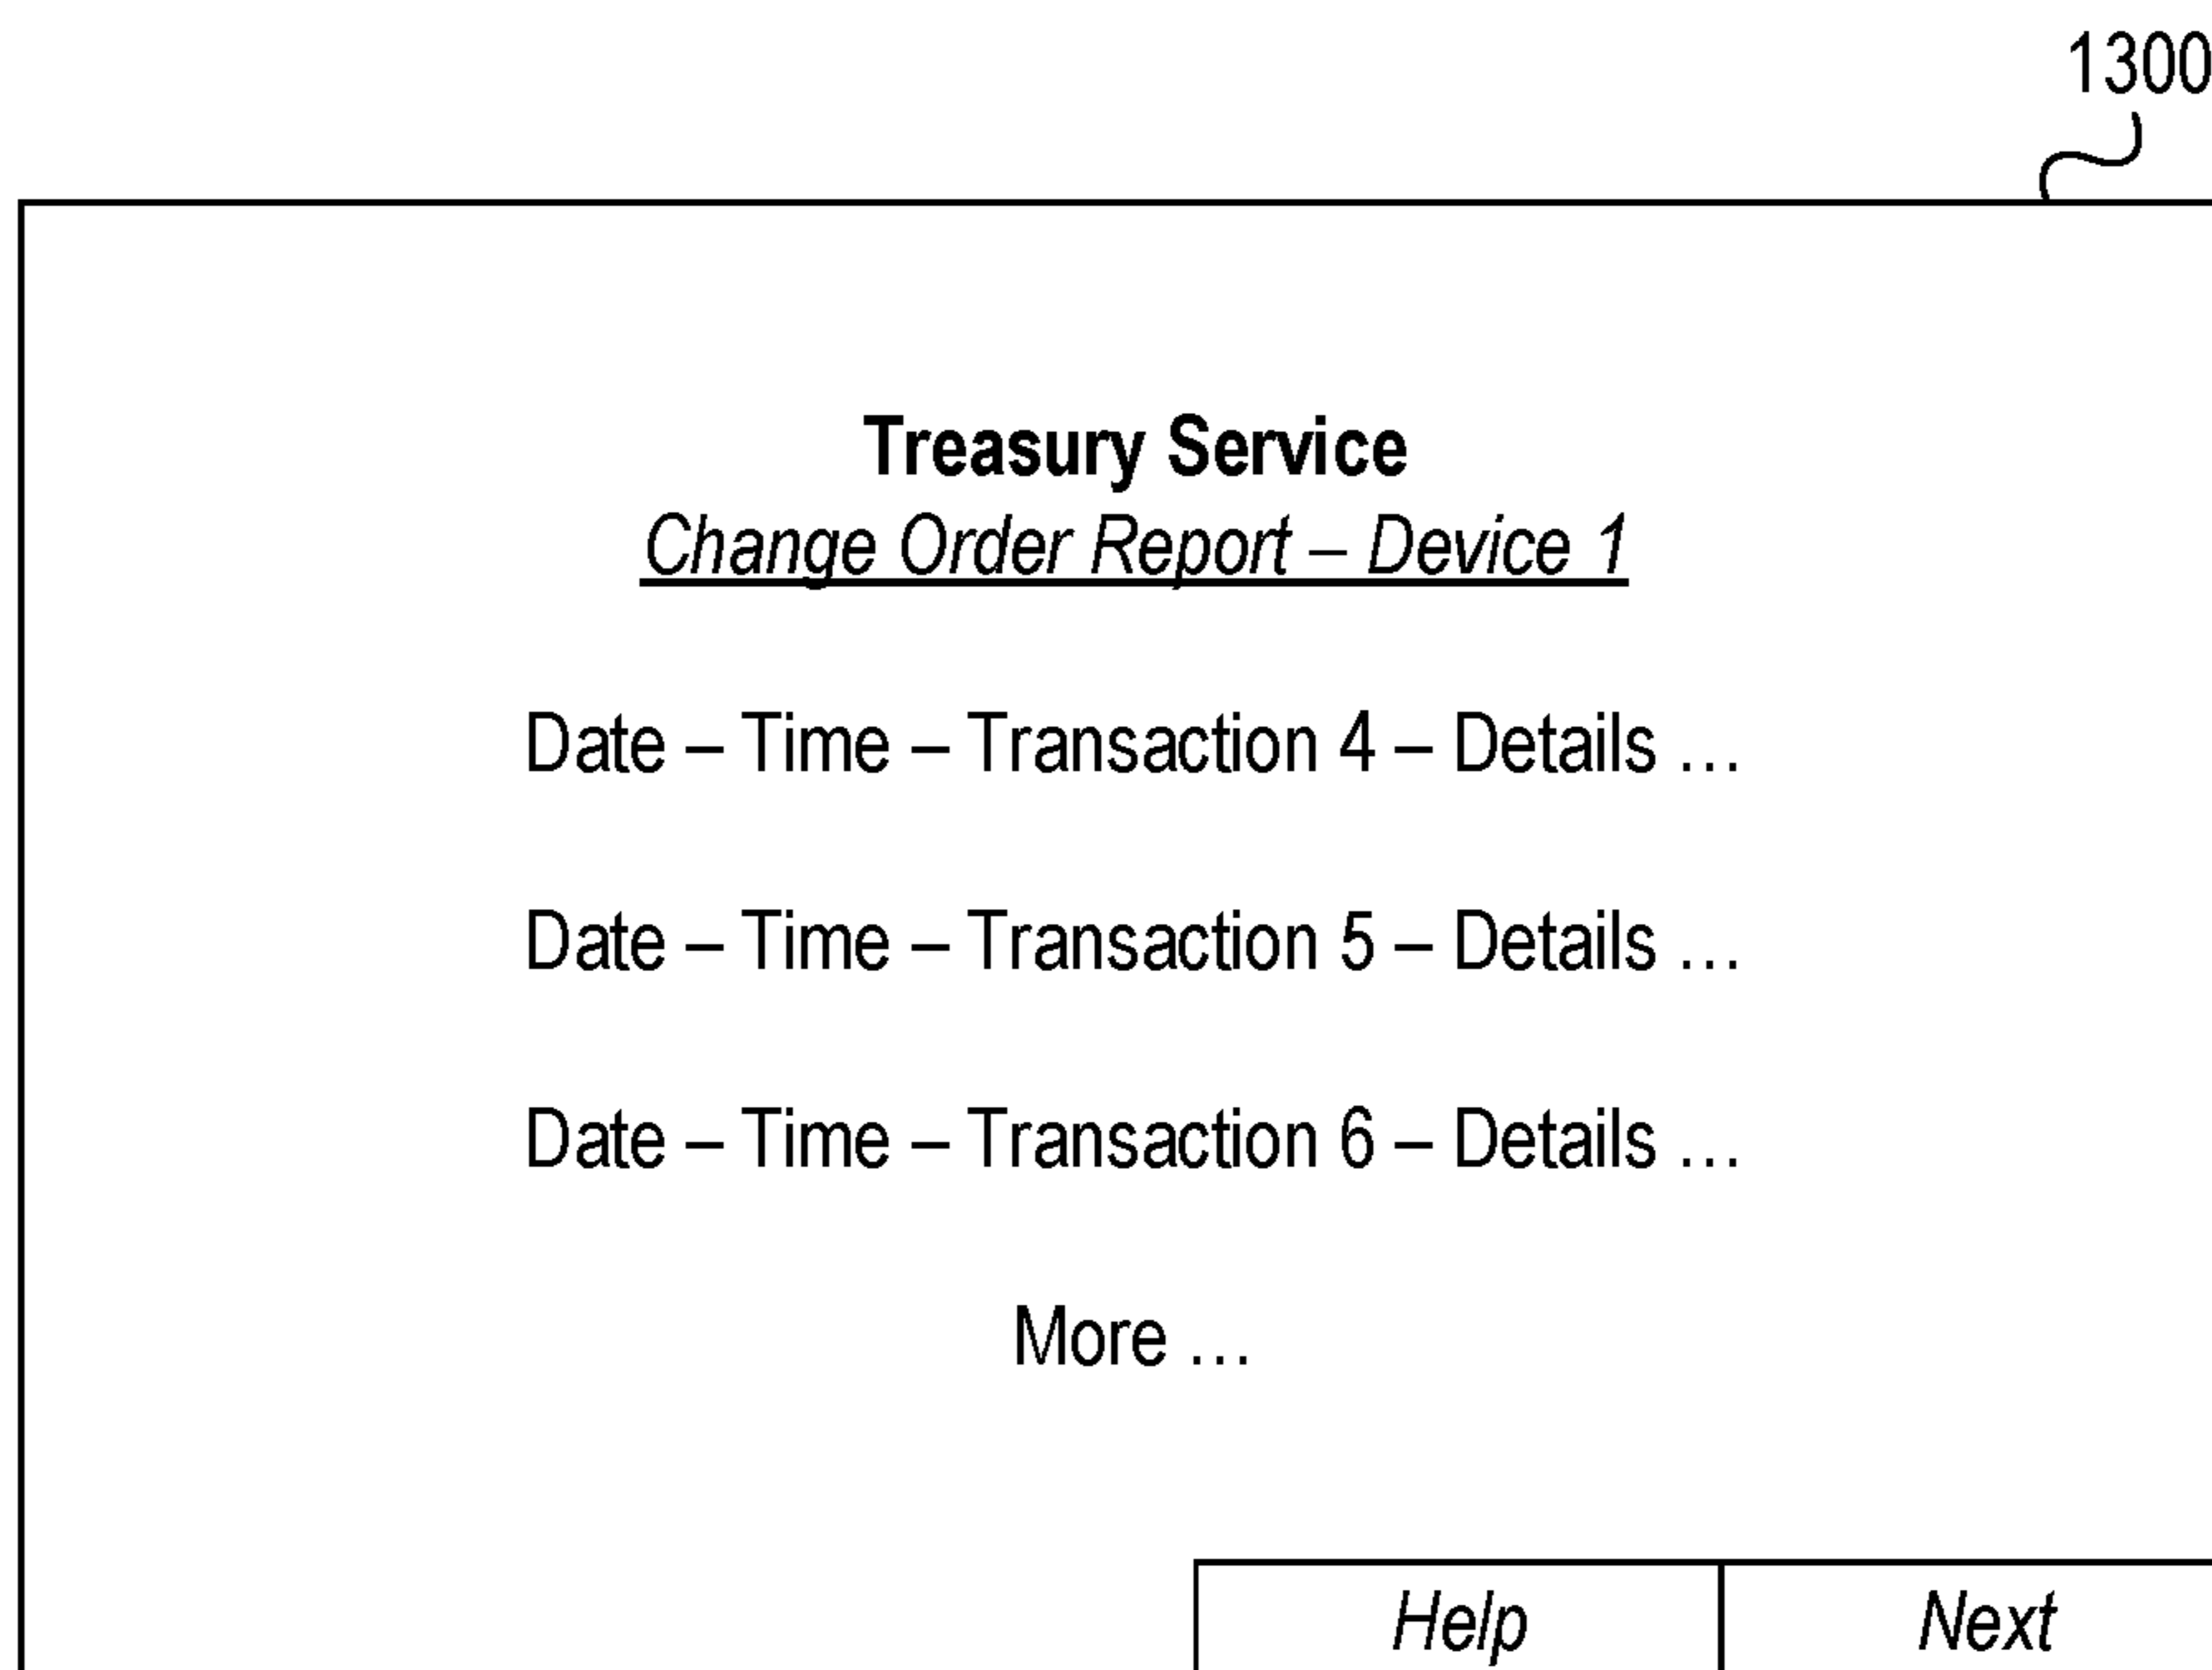 1300
Treasury Service
Change Order Report – Device 1
Date – Time – Transaction 4 – Details …
Date – Time – Transaction 5 – Details …
Date – Time – Transaction 6 – Details …
More …
Help Next